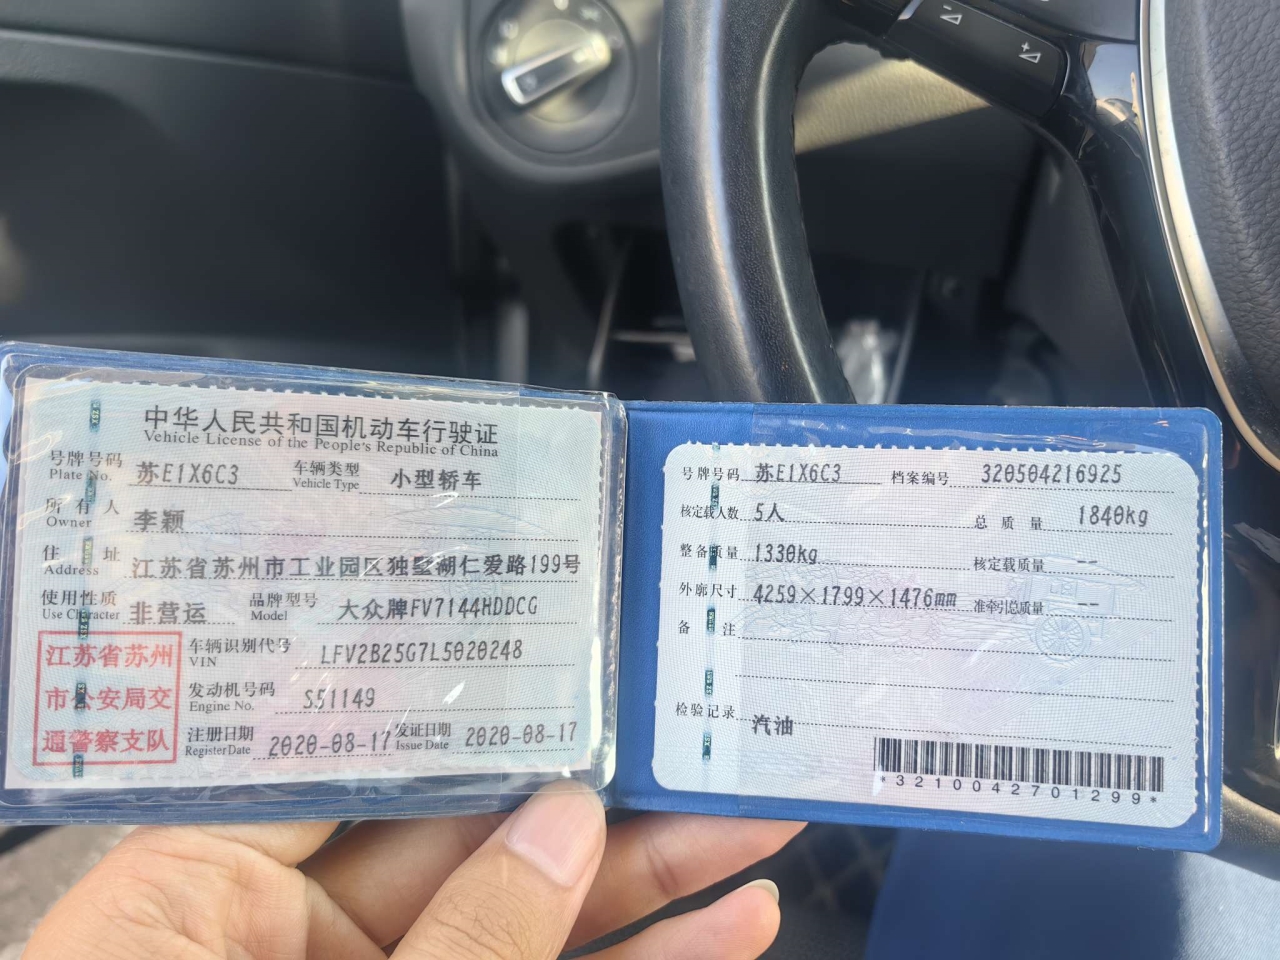 中华人民共和国机动车行驶证
Vehicle License of the People's Republic of China
号牌号码 苏E1X6C3 车辆类型 小型轿车
Plate No. Vehicle Type
所有人 李颖
Owner
住址 江苏省苏州市工业园区独墅湖仁爱路199号
Address
使用性质 非营运 品牌型号 大众牌FV7144HDDCG
Use Character Model
江苏省苏州
市公安局交
通警察支队
车辆识别代号 LFV2B25G7L5020248
VIN
发动机号码 S51149
Engine No.
注册日期 2020-08-17 发证日期 2020-08-17
Register Date Issue Date
号牌号码 苏E1X6C3 档案编号 320504216925
核定载人数 5人 总质量 1840kg
整备质量 1330kg 核定载质量 --
外廓尺寸 4259×1799×1476mm 准牵引总质量 --
备注
检验记录 汽油
*3210042701299*